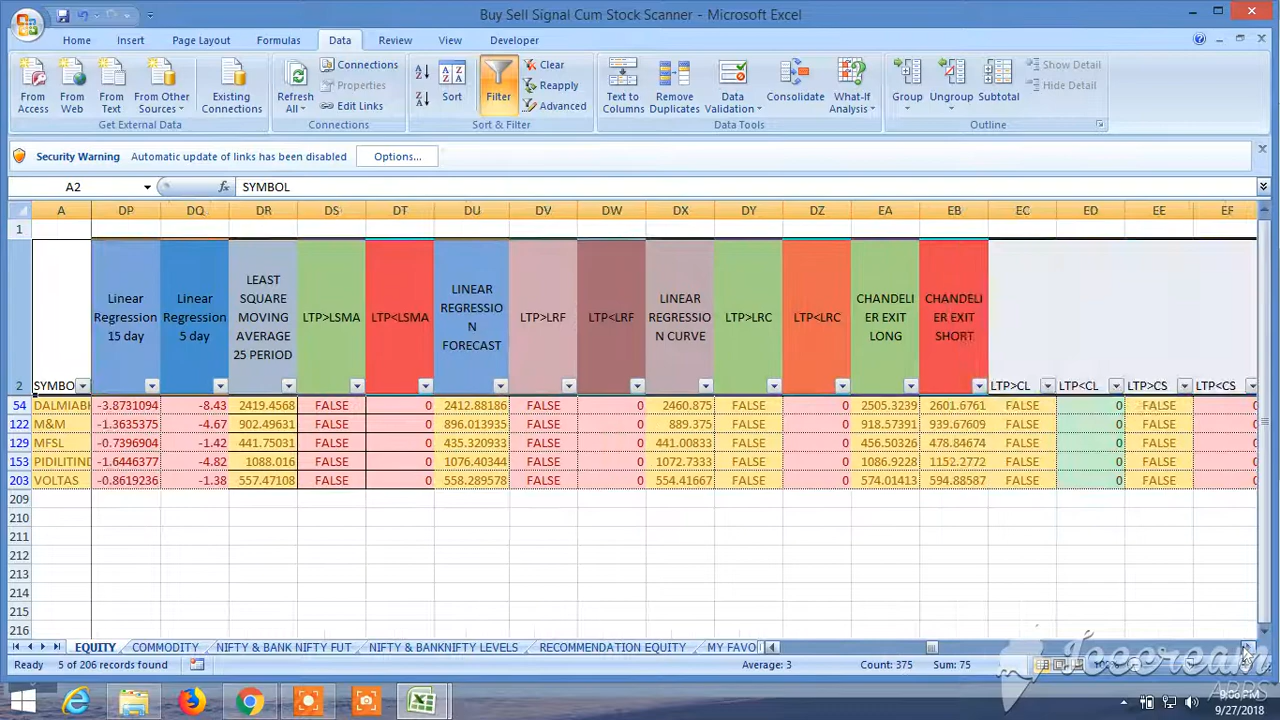 Buy Sell Signal Cum Stock Scanner - Microsoft Excel
Home Insert Page Layout Formulas Data Review View Developer
From Access
From Web
From Text
From Other Sources
Existing Connections
Get External Data
Refresh All
Connections
Properties
Edit Links
Connections
Sort
Filter
Clear
Reapply
Advanced
Sort & Filter
Text to Columns
Remove Duplicates
Data Validation
Consolidate
What-If Analysis
Data Tools
Group
Ungroup
Subtotal
Show Detail
Hide Detail
Outline
Security Warning Automatic update of links has been disabled Options...
A2 fx SYMBOL
A DP DQ DR DS DT DU DV DW DX DY DZ EA EB EC ED EE EF
1
2 SYMBO
Linear Regression 15 day
Linear Regression 5 day
LEAST SQUARE MOVING AVERAGE 25 PERIOD
LTP>LSMA
LTP<LSMA
LINEAR REGRESSIO N FORECAST
LTP>LRF
LTP<LRF
LINEAR REGRESSIO N CURVE
LTP>LRC
LTP<LRC
CHANDELI ER EXIT LONG
CHANDELI ER EXIT SHORT
LTP>CL
LTP<CL
LTP>CS
LTP<CS
54 DALMIABH -3.8731094 -8.43 2419.4568 FALSE 0 2412.88186 FALSE 0 2460.875 FALSE 0 2505.3239 2601.6761 FALSE 0 FALSE 0
122 M&M -1.3635375 -4.67 902.49631 FALSE 0 896.013935 FALSE 0 889.375 FALSE 0 918.57391 939.67609 FALSE 0 FALSE 0
129 MFSL -0.7396904 -1.42 441.75031 FALSE 0 435.320933 FALSE 0 441.00833 FALSE 0 456.50326 478.84674 FALSE 0 FALSE 0
153 PIDILITIND -1.6446377 -4.82 1088.016 FALSE 0 1076.40344 FALSE 0 1072.7333 FALSE 0 1086.9228 1152.2772 FALSE 0 FALSE 0
203 VOLTAS -0.8619236 -1.38 557.47108 FALSE 0 558.289578 FALSE 0 554.41667 FALSE 0 574.01413 594.88587 FALSE 0 FALSE 0
209
210
211
212
213
214
215
216
EQUITY COMMODITY NIFTY & BANK NIFTY FUT NIFTY & BANKNIFTY LEVELS RECOMMENDATION EQUITY MY FAVO
Ready 5 of 206 records found Average: 3 Count: 375 Sum: 75
Icecream
APPS
9/27/2018